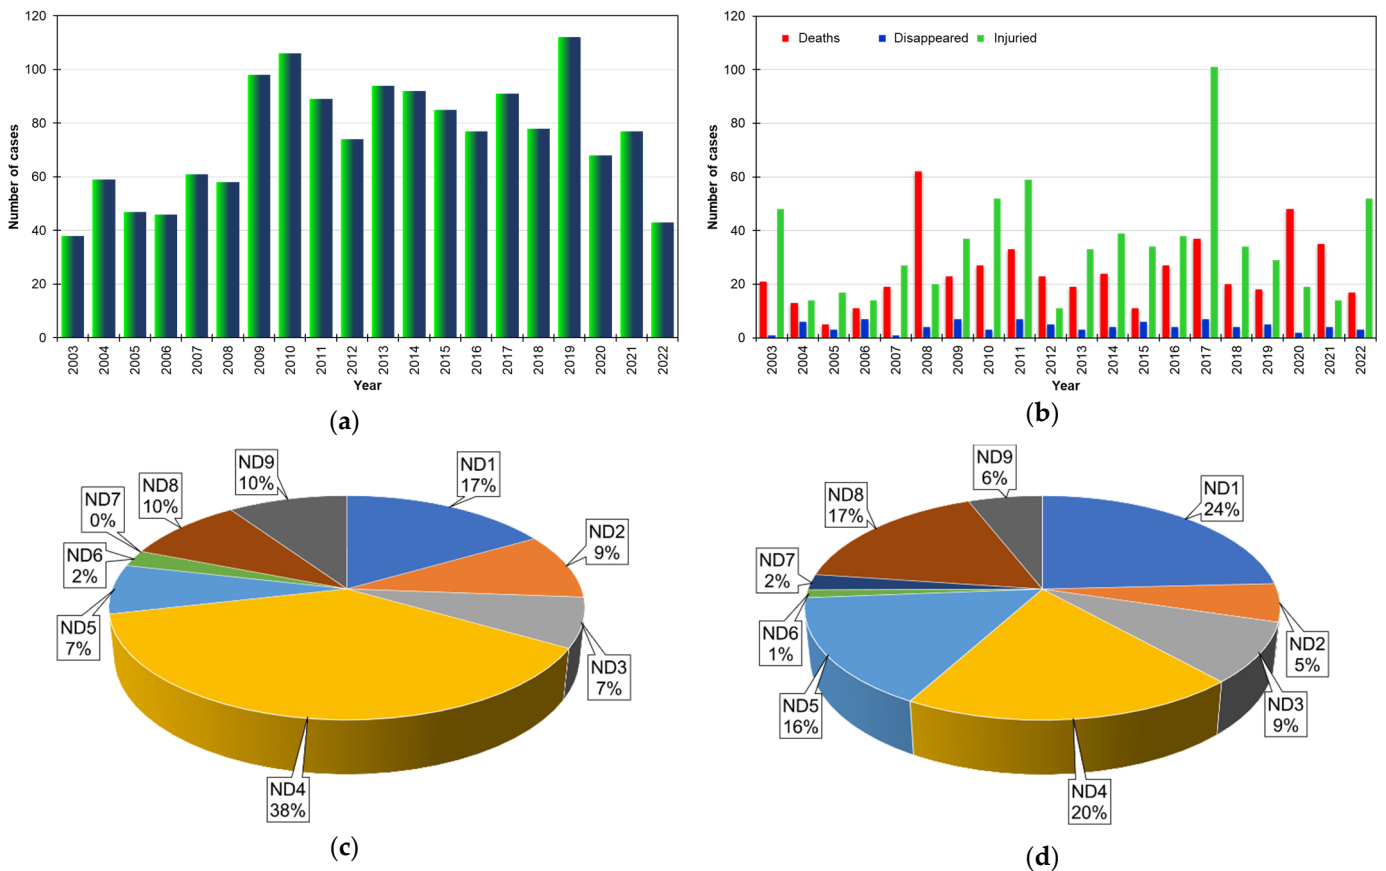 120
100
80
60
40
20
0
Number of cases
2003 2004 2005 2006 2007 2008 2009 2010 2011 2012 2013 2014 2015 2016 2017 2018 2019 2020 2021 2022
Year
(a)
Deaths Disappeared Injuried
120
100
80
60
40
20
0
Number of cases
2003 2004 2005 2006 2007 2008 2009 2010 2011 2012 2013 2014 2015 2016 2017 2018 2019 2020 2021 2022
Year
(b)
ND1
17%
ND2
9%
ND3
7%
ND4
38%
ND5
7%
ND6
2%
ND7
0%
ND8
10%
ND9
10%
(c)
ND1
24%
ND2
5%
ND3
9%
ND4
20%
ND5
16%
ND6
1%
ND7
2%
ND8
17%
ND9
6%
(d)